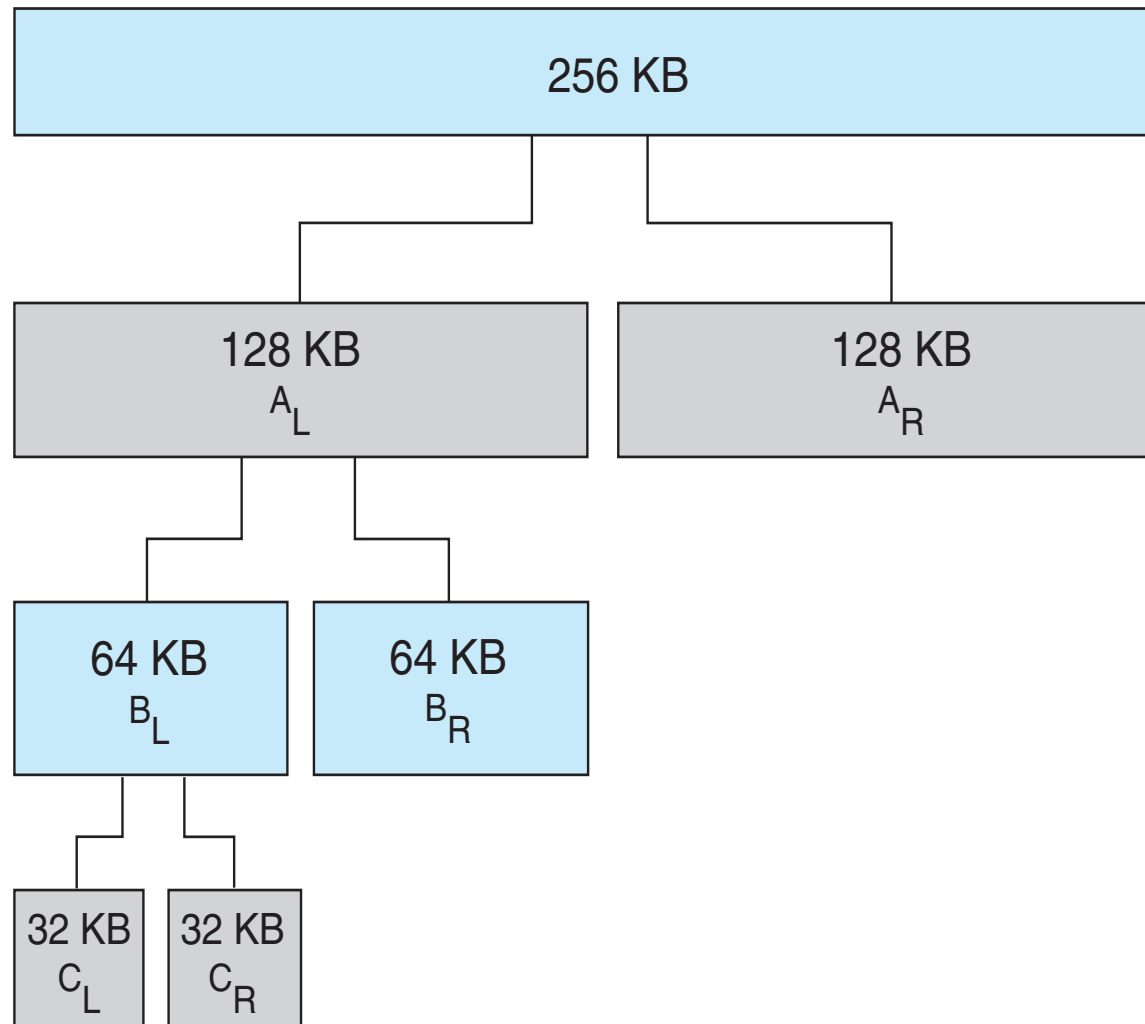 256 KB
128 KB
A_L
128 KB
A_R
64 KB
B_L
64 KB
B_R
32 KB
C_L
32 KB
C_R